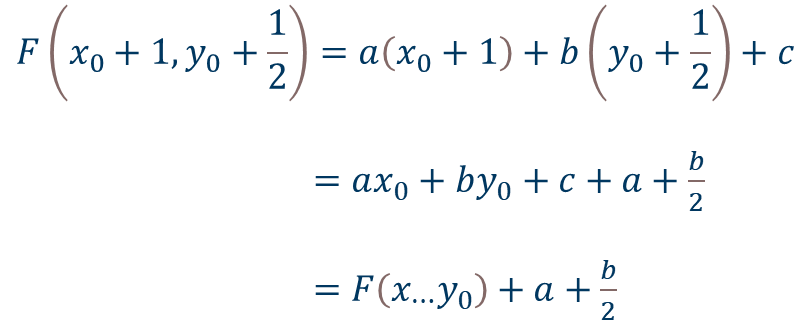 F(x₀ + 1, y₀ + 1/2) = a(x₀ + 1) + b(y₀ + 1/2) + c
= ax₀ + by₀ + c + a + b/2
= F(x...y₀) + a + b/2